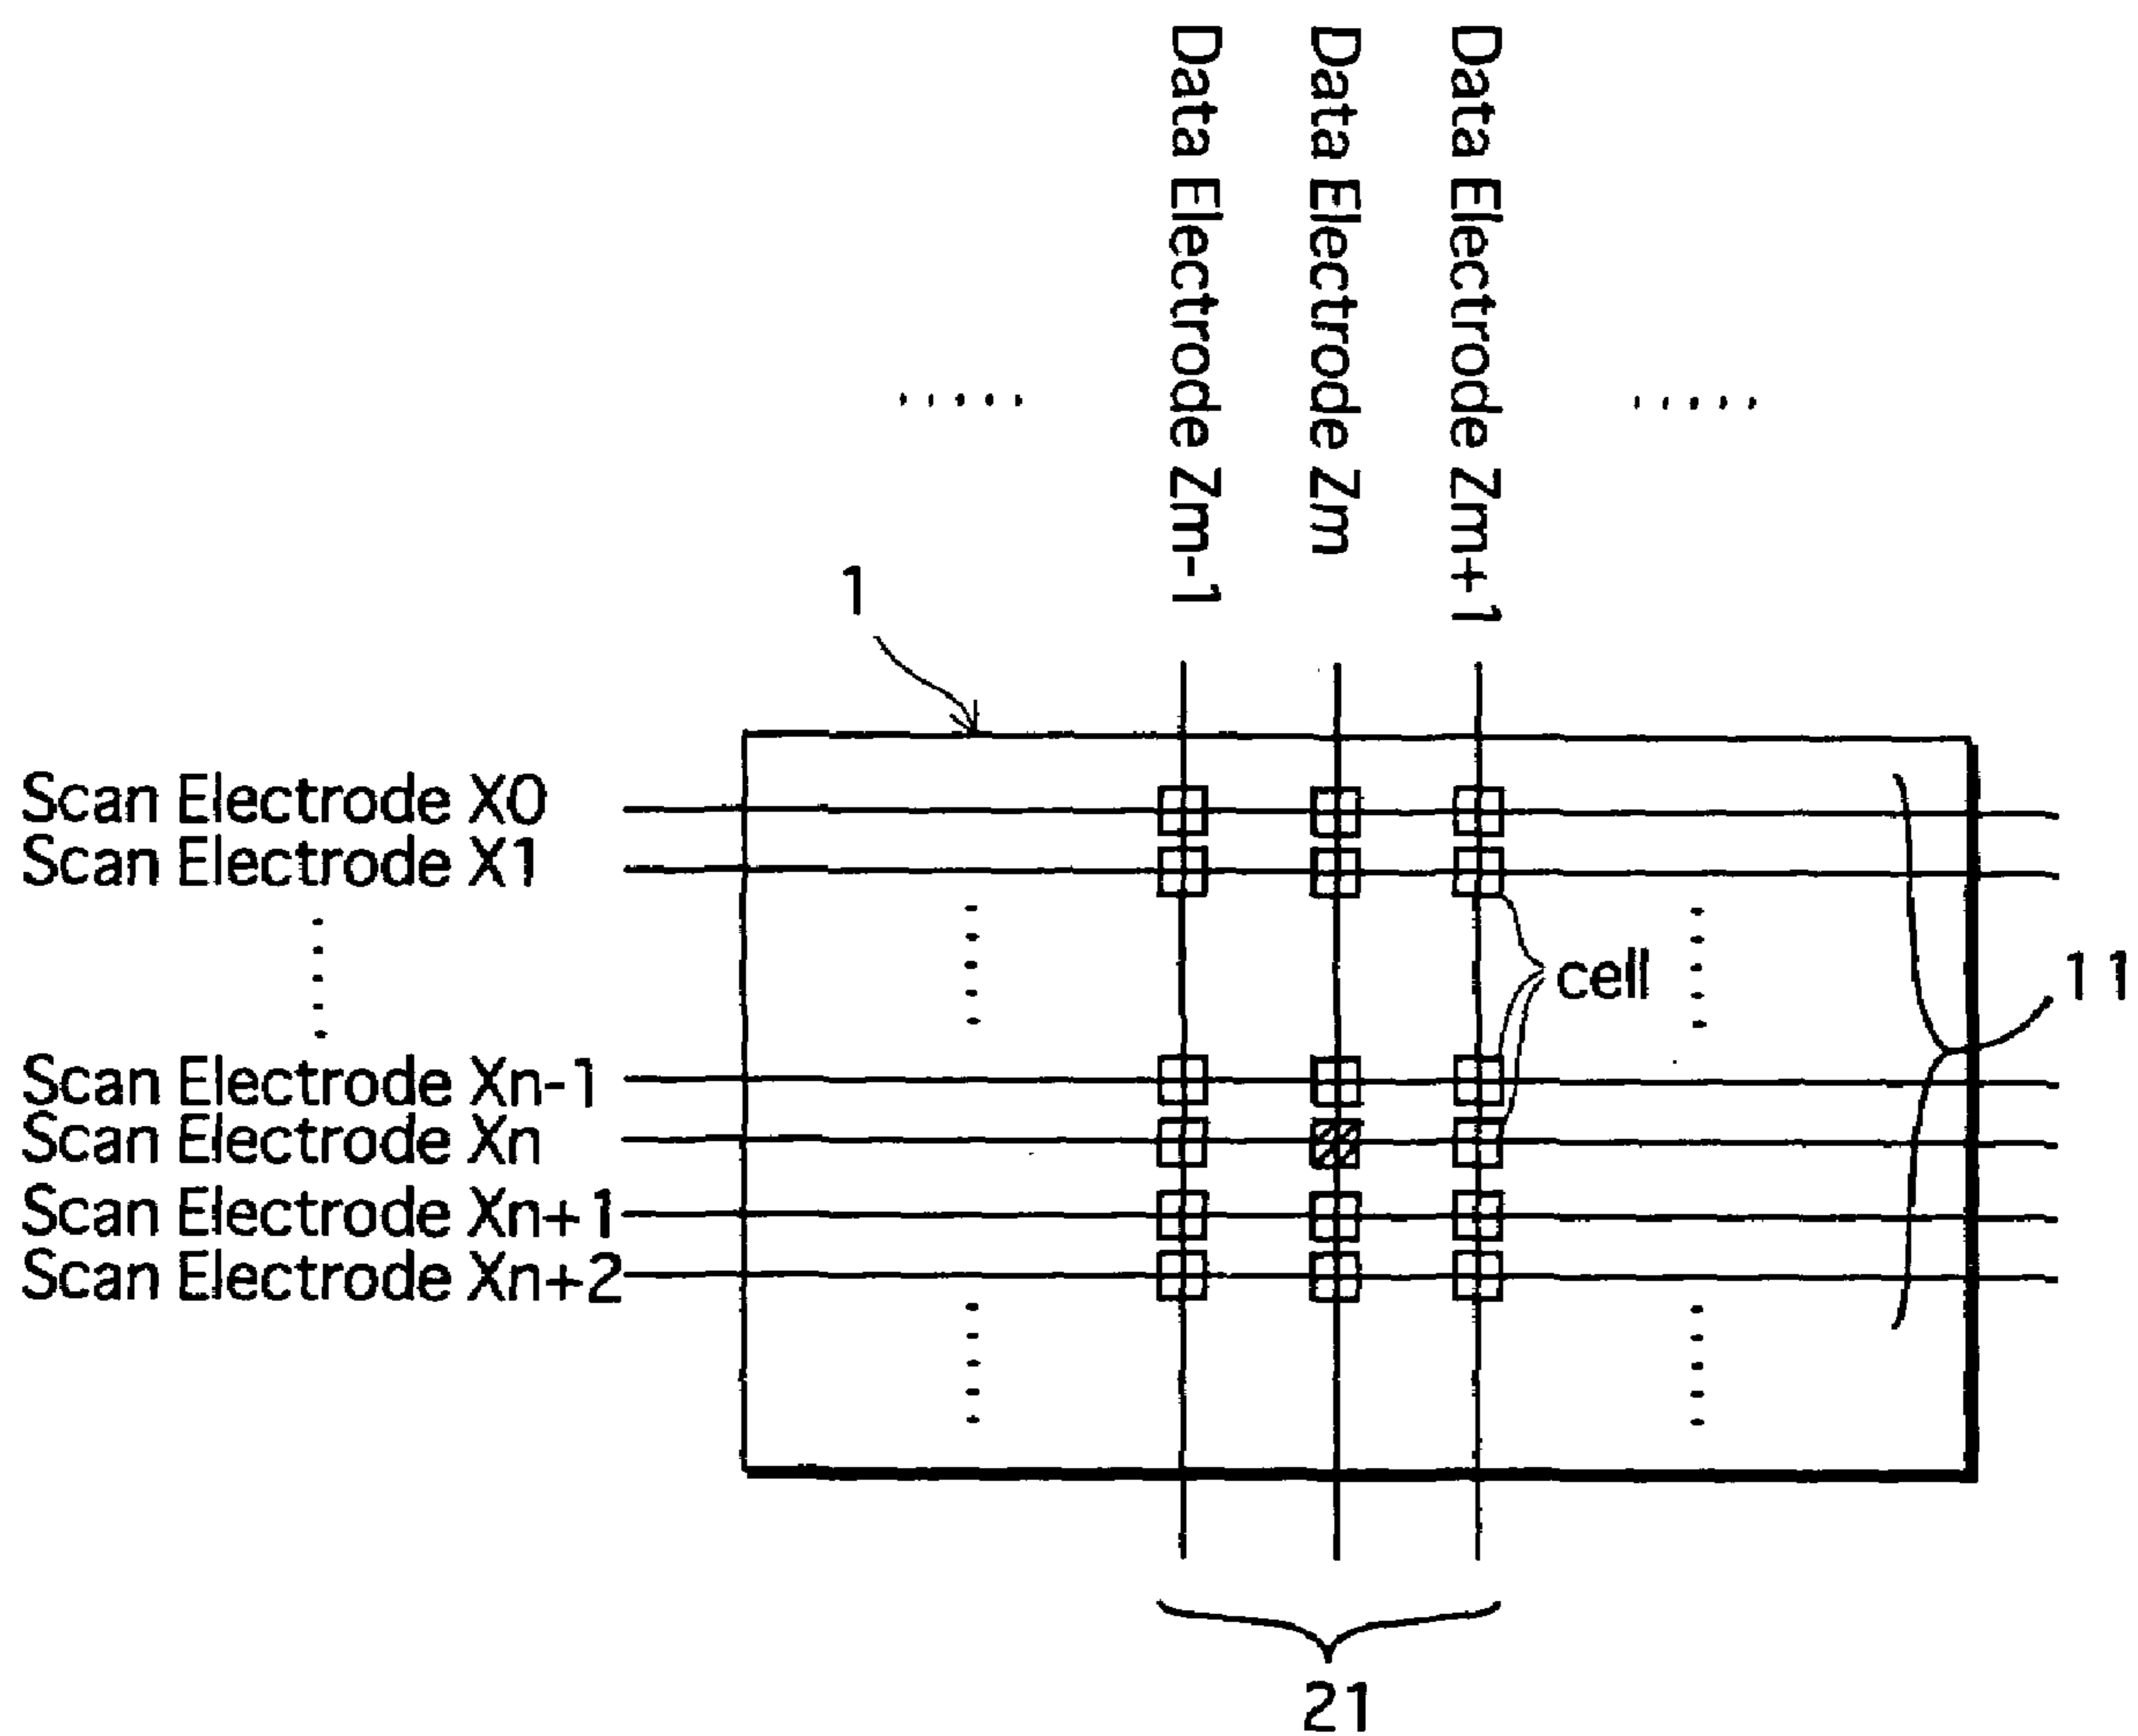 Data Electrode Zm-1
Data Electrode Zm
Data Electrode Zm+1
1
Scan Electrode X0
Scan Electrode X1
cell
11
Scan Electrode Xn-1
Scan Electrode Xn
Scan Electrode Xn+1
Scan Electrode Xn+2
21